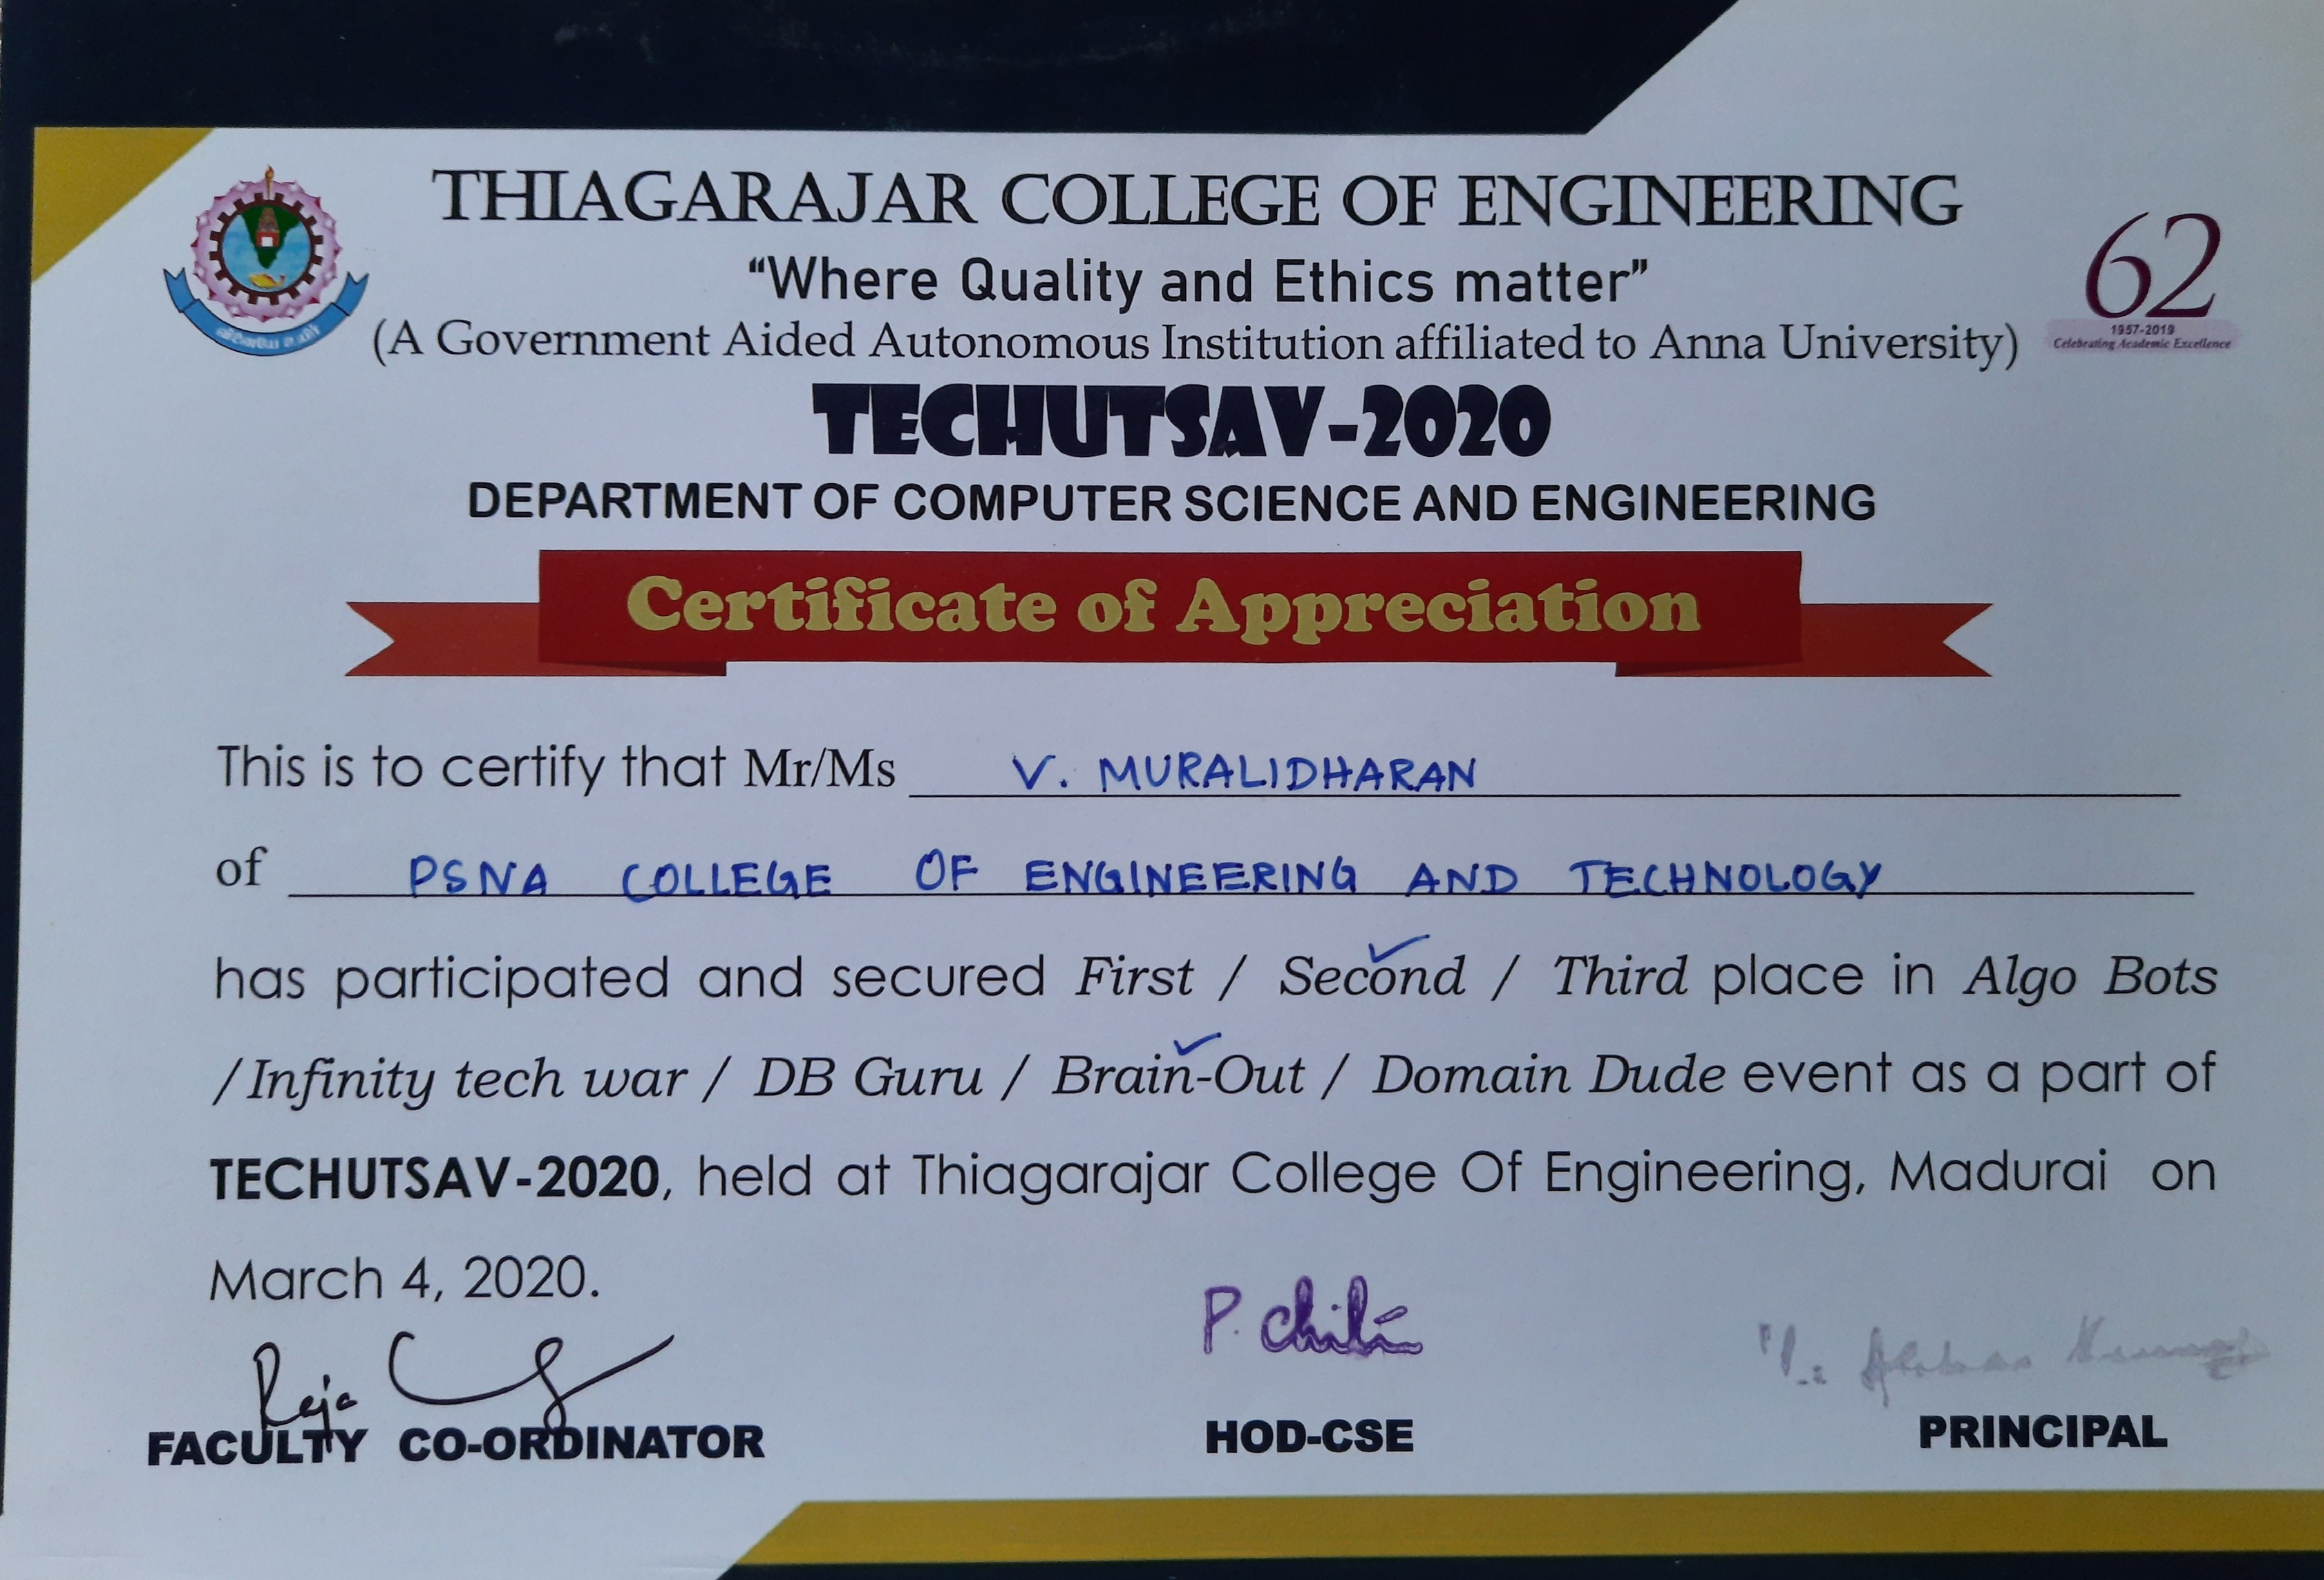 THIAGARAJAR COLLEGE OF ENGINEERING
“Where Quality and Ethics matter”
(A Government Aided Autonomous Institution affiliated to Anna University)
62
1957-2019
Celebrating Academic Excellence
TECHUTSAV-2020
DEPARTMENT OF COMPUTER SCIENCE AND ENGINEERING
Certificate of Appreciation
This is to certify that Mr/Ms V. MURALIDHARAN
of PSNA COLLEGE OF ENGINEERING AND TECHNOLOGY
has participated and secured First / Second / Third place in Algo Bots
/ Infinity tech war / DB Guru / Brain-Out / Domain Dude event as a part of
TECHUTSAV-2020, held at Thiagarajar College Of Engineering, Madurai on
March 4, 2020.
Raja
P.
FACULTY CO-ORDINATOR
HOD-CSE
PRINCIPAL